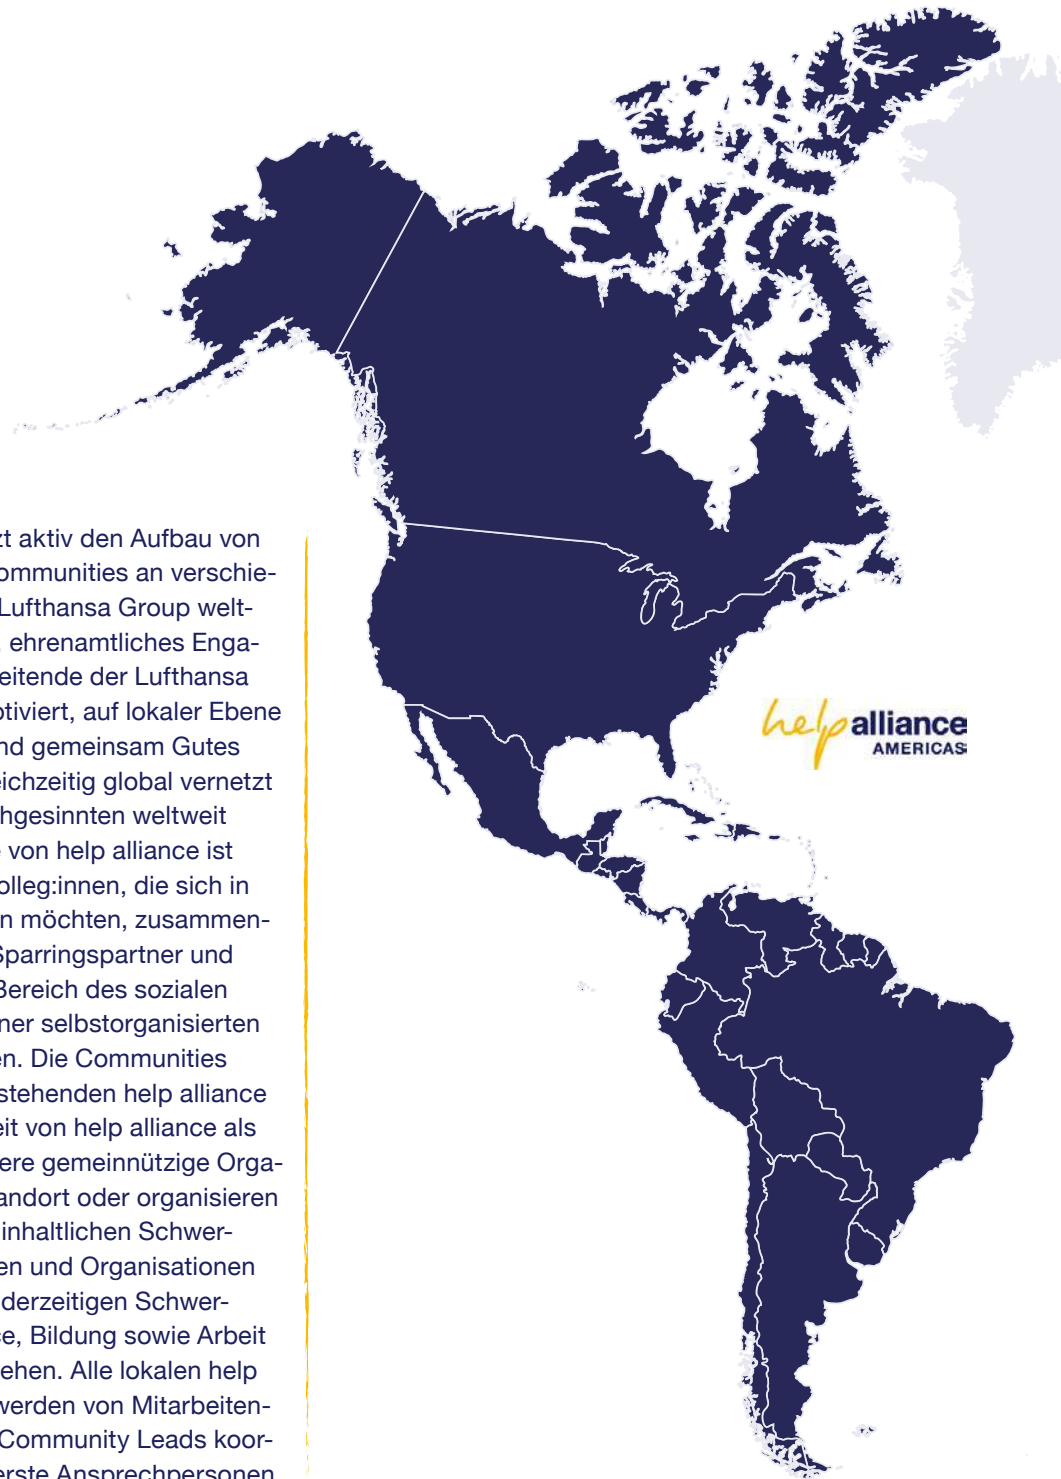 zt aktiv den Aufbau von
ommunities an verschie-
Lufthansa Group welt-
ehrenamtliches Enga-
eitende der Lufthansa
otiviert, auf lokaler Ebene
nd gemeinsam Gutes
eichzeitig global vernetzt
hgesinnten weltweit
von help alliance ist
olleg:innen, die sich in
n möchten, zusammen-
Sparringspartner und
Bereich des sozialen
ner selbstorganisierten
en. Die Communities
stehenden help alliance
eit von help alliance als
ere gemeinnützige Orga-
andort oder organisieren
inhaltlichen Schwer-
en und Organisationen
derzeitigen Schwer-
ce, Bildung sowie Arbeit
ehen. Alle lokalen help
werden von Mitarbeiten-
Community Leads koor-
erste Ansprechpersonen
help alliance
AMERICAS